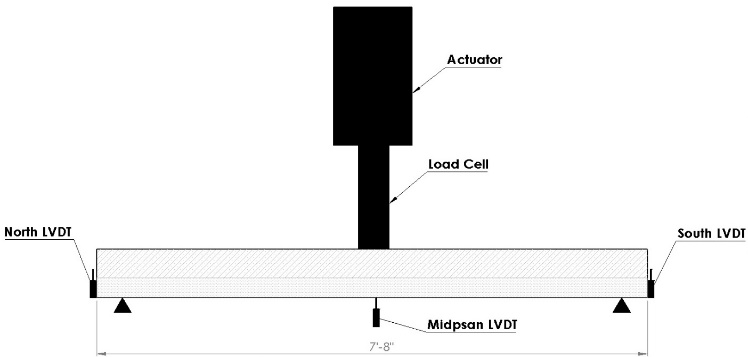 Actuator
Load Cell
North LVDT
South LVDT
Midpsan LVDT
7'-8"